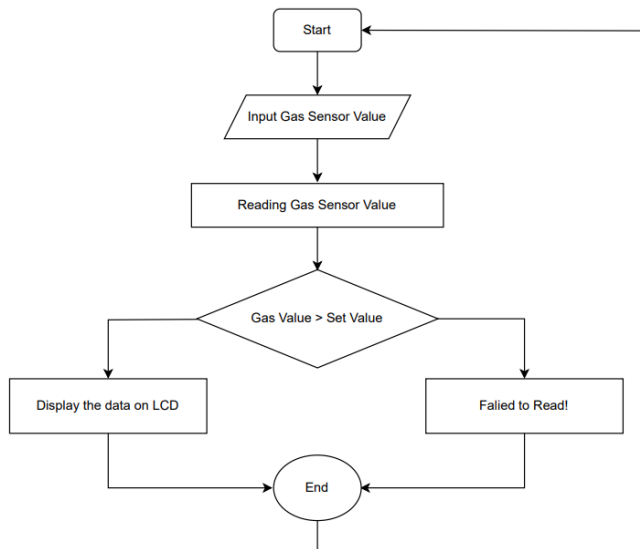 Start
Input Gas Sensor Value
Reading Gas Sensor Value
Gas Value > Set Value
Display the data on LCD
Falied to Read!
End